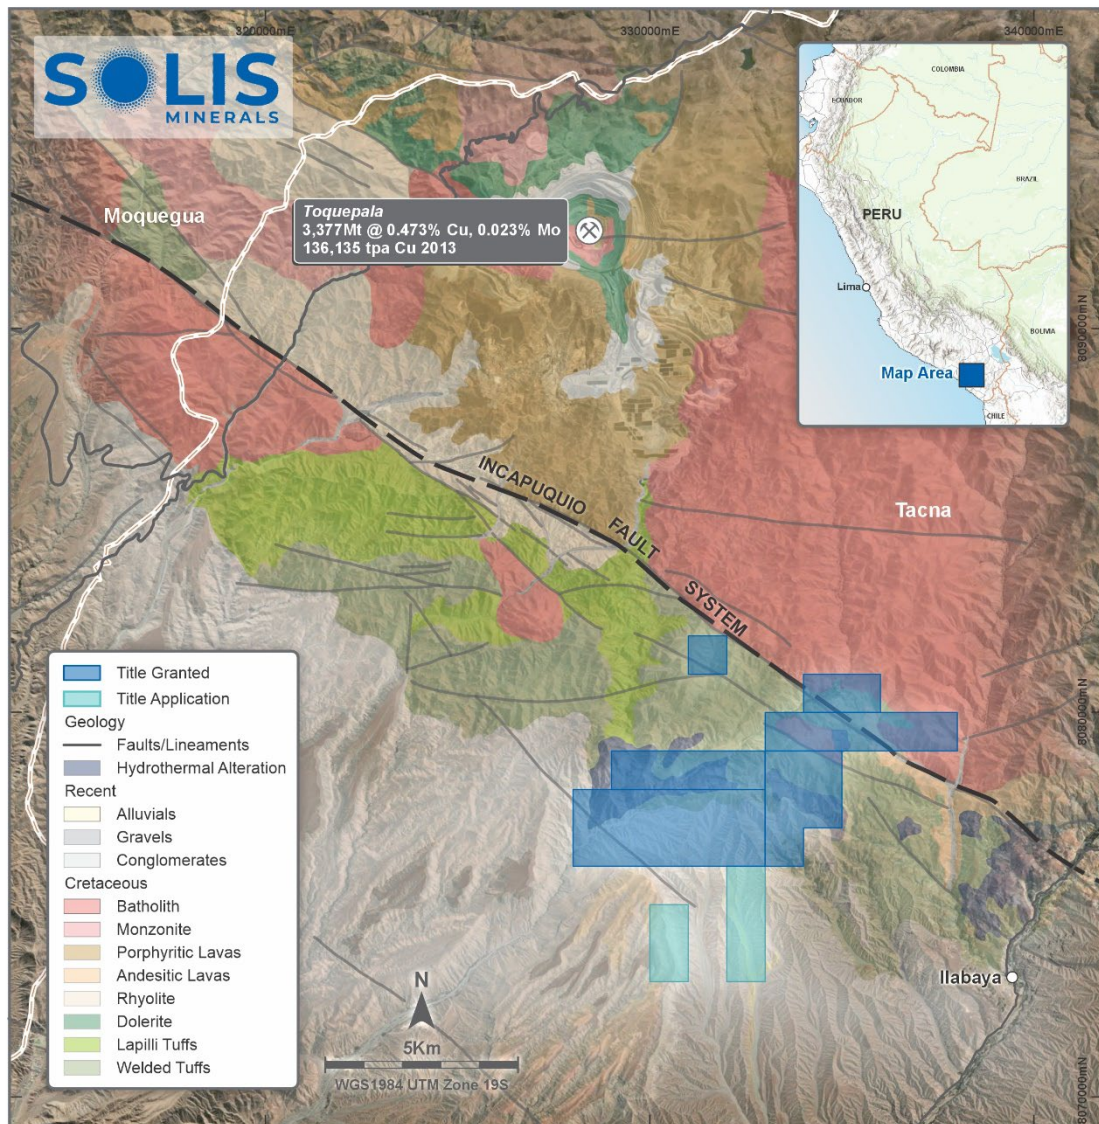 320000mE
330000mE
340000mE
SOLIS
MINERALS
COLOMBIA
ECUADOR
BRAZIL
PERU
Lima
BOLIVIA
Map Area
CHILE
8090000mN
Moquegua
Toquepala
3,377Mt @ 0.473% Cu, 0.023% Mo
136,135 tpa Cu 2013
INCAPUQUIO
FAULT
SYSTEM
Tacna
8080000mN
Title Granted
Title Application
Geology
Faults/Lineaments
Hydrothermal Alteration
Recent
Alluvials
Gravels
Conglomerates
Cretaceous
Batholith
Monzonite
Porphyritic Lavas
Andesitic Lavas
Rhyolite
Dolerite
Lapilli Tuffs
Welded Tuffs
Ilabaya
N
5Km
WGS1984 UTM Zone 19S
8070000mN